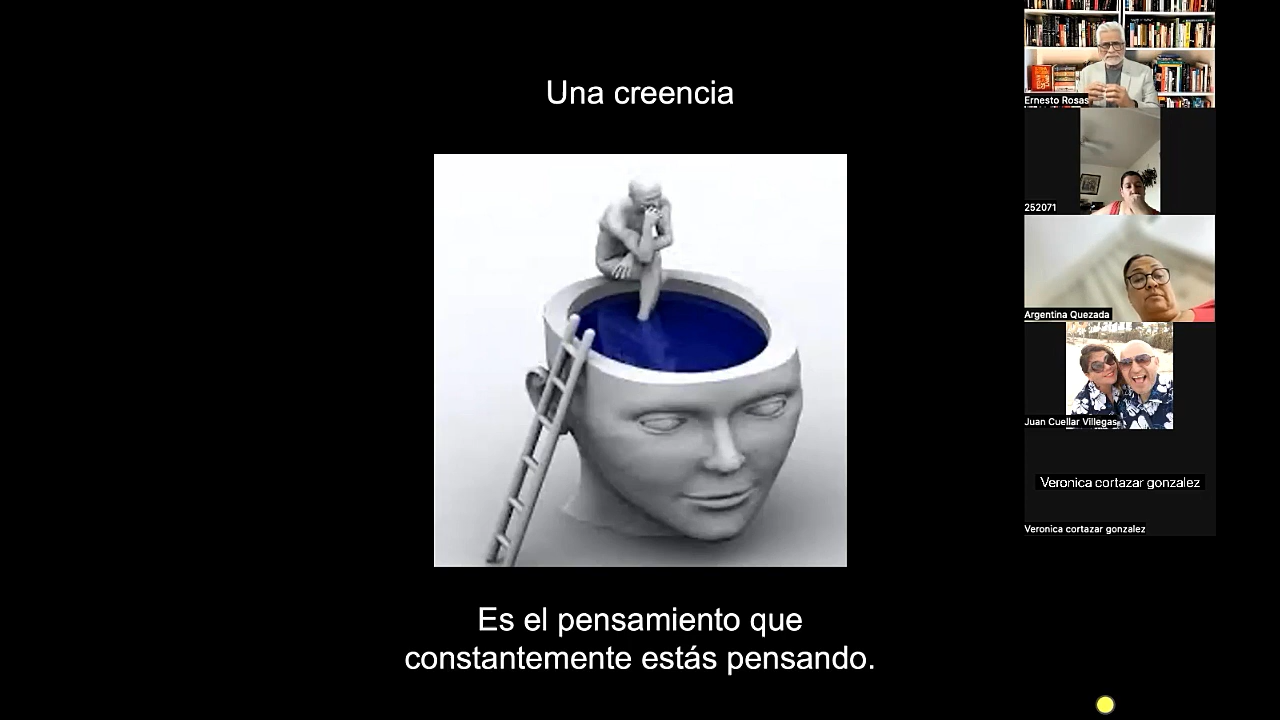 Una creencia
Es el pensamiento que
constantemente estás pensando.
Ernesto Rosas
252071
Argentina Quezada
Juan Cuellar Villegas
Veronica cortazar gonzalez
Veronica cortazar gonzalez